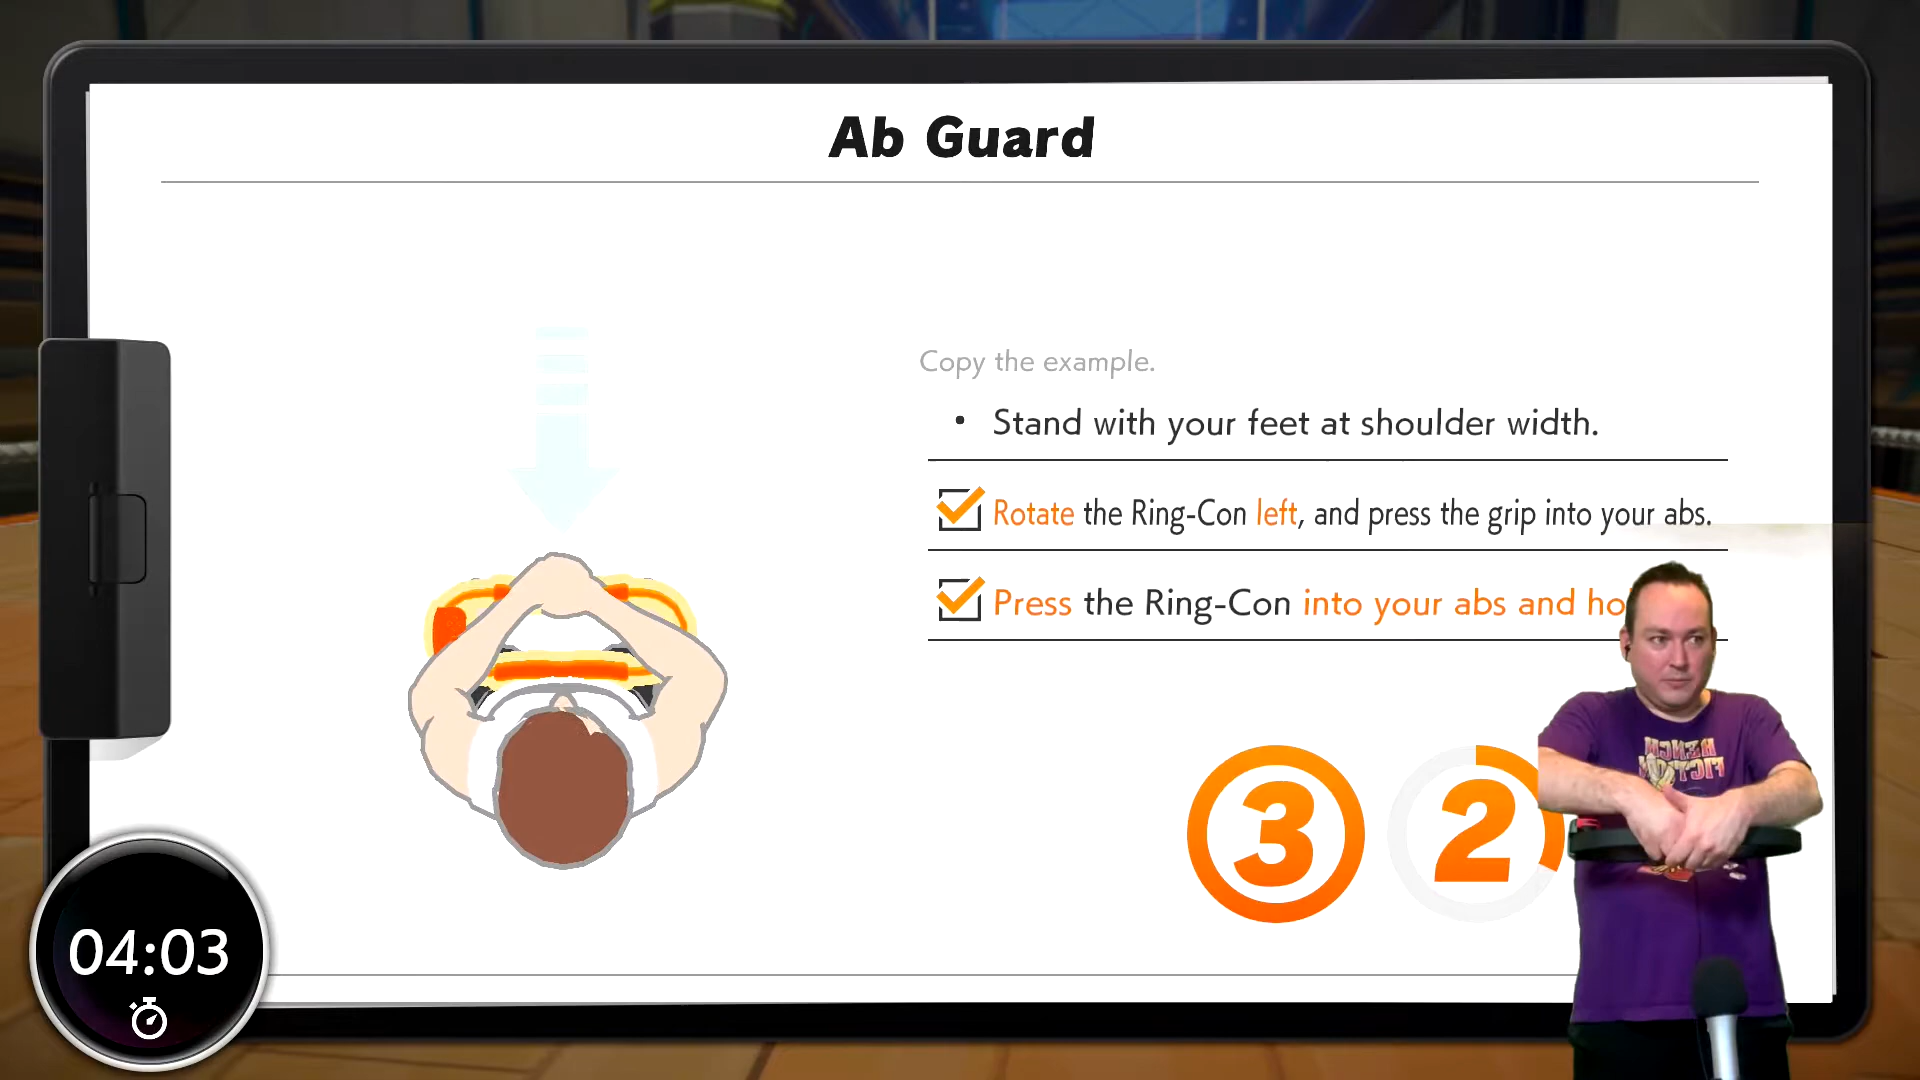 Ab Guard
Copy the example.
• Stand with your feet at shoulder width.
Rotate the Ring-Con left, and press the grip into your abs.
Press the Ring-Con into your abs and ho
3 2
04:03